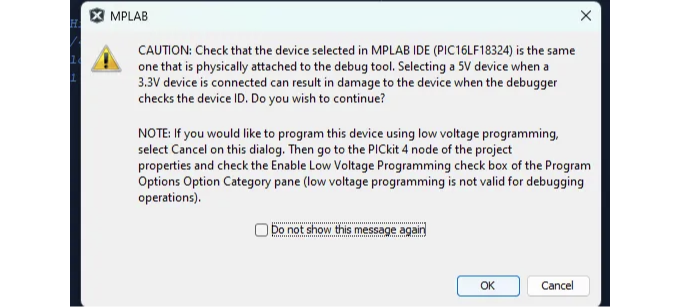 MPLAB
CAUTION: Check that the device selected in MPLAB IDE (PIC16LF18324) is the same
one that is physically attached to the debug tool. Selecting a 5V device when a
3.3V device is connected can result in damage to the device when the debugger
checks the device ID. Do you wish to continue?
NOTE: If you would like to program this device using low voltage programming,
select Cancel on this dialog. Then go to the PICkit 4 node of the project
properties and check the Enable Low Voltage Programming check box of the Program
Options Option Category pane (low voltage programming is not valid for debugging
operations).
Do not show this message again
OK
Cancel